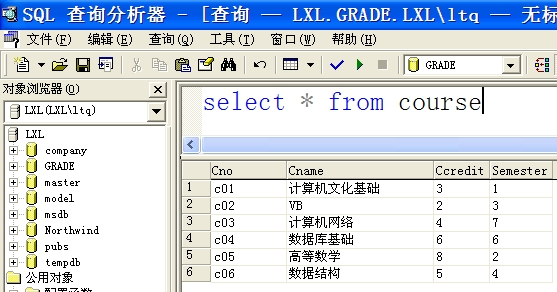 SQL 查询分析器 - [查询 — LXL.GRADE.LXL\ltq — 无标
文件(F) 编辑(E) 查询(Q) 工具(T) 窗口(W) 帮助(H)
GRADE
对象浏览器(O)
LXL(LXL\ltq)
LXL
company
GRADE
master
model
msdb
Northwind
pubs
tempdb
公用对象
配置函数
select * from course
Cno Cname Ccredit Semester
1 c01 计算机文化基础 3 1
2 c02 VB 2 3
3 c03 计算机网络 4 7
4 c04 数据库基础 6 6
5 c05 高等数学 8 2
6 c06 数据结构 5 4